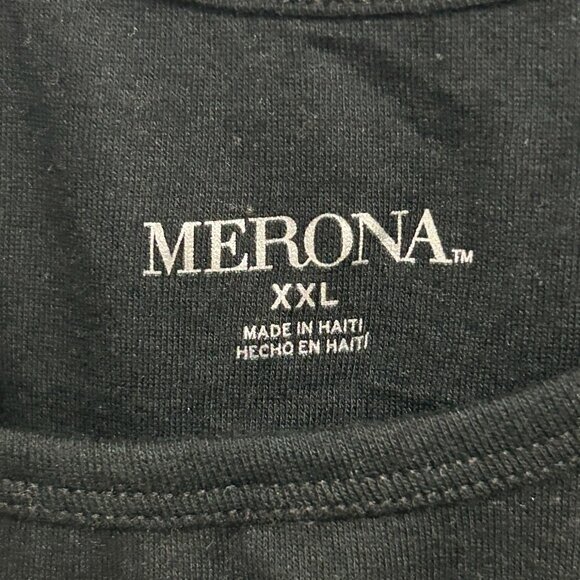 MERONA™
XXL
MADE IN HAITI
HECHO EN HAITÍ